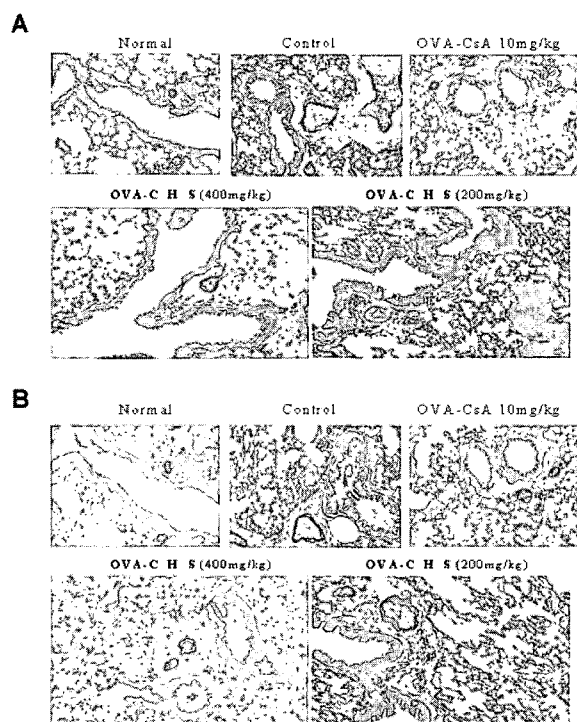 A
Normal Control OVA-CsA 10mg/kg
OVA-C H S (400mg/kg) OVA-C H S (200mg/kg)
B
Normal Control OVA-CsA 10mg/kg
OVA-C H S (400mg/kg) OVA-C H S (200mg/kg)